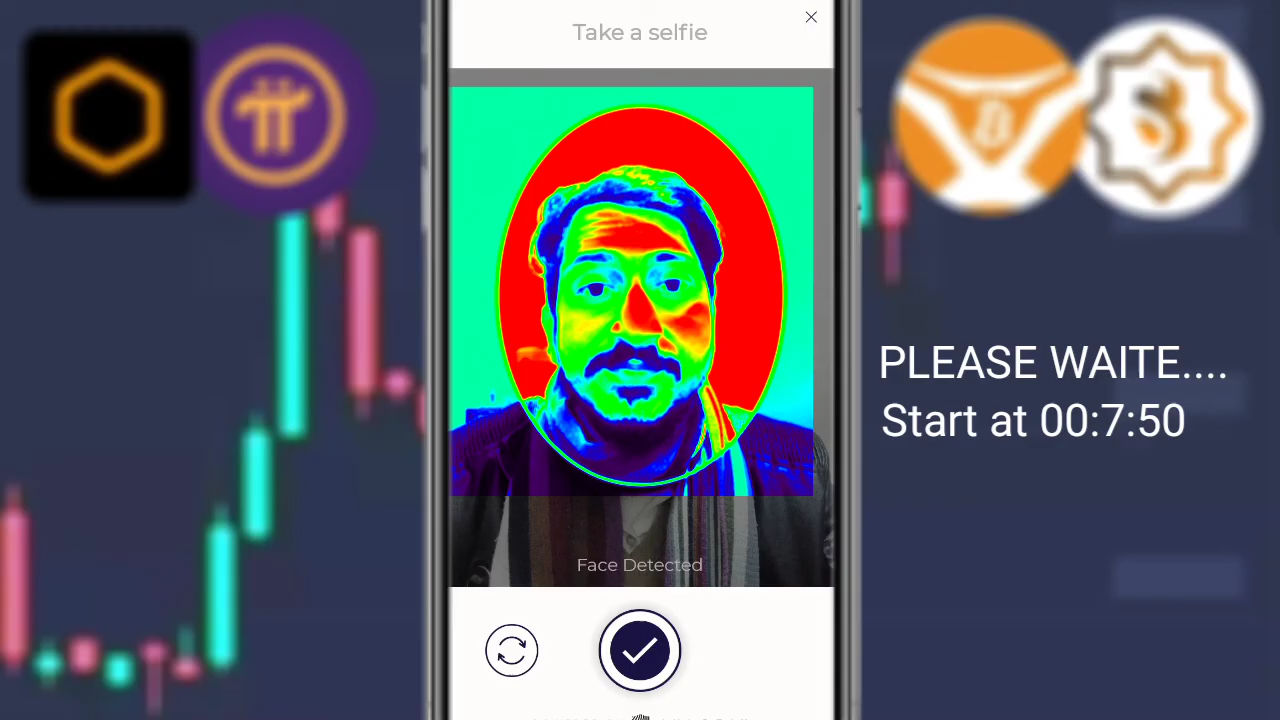 Take a selfie
PLEASE WAITE....
Start at 00:7:50
Face Detected